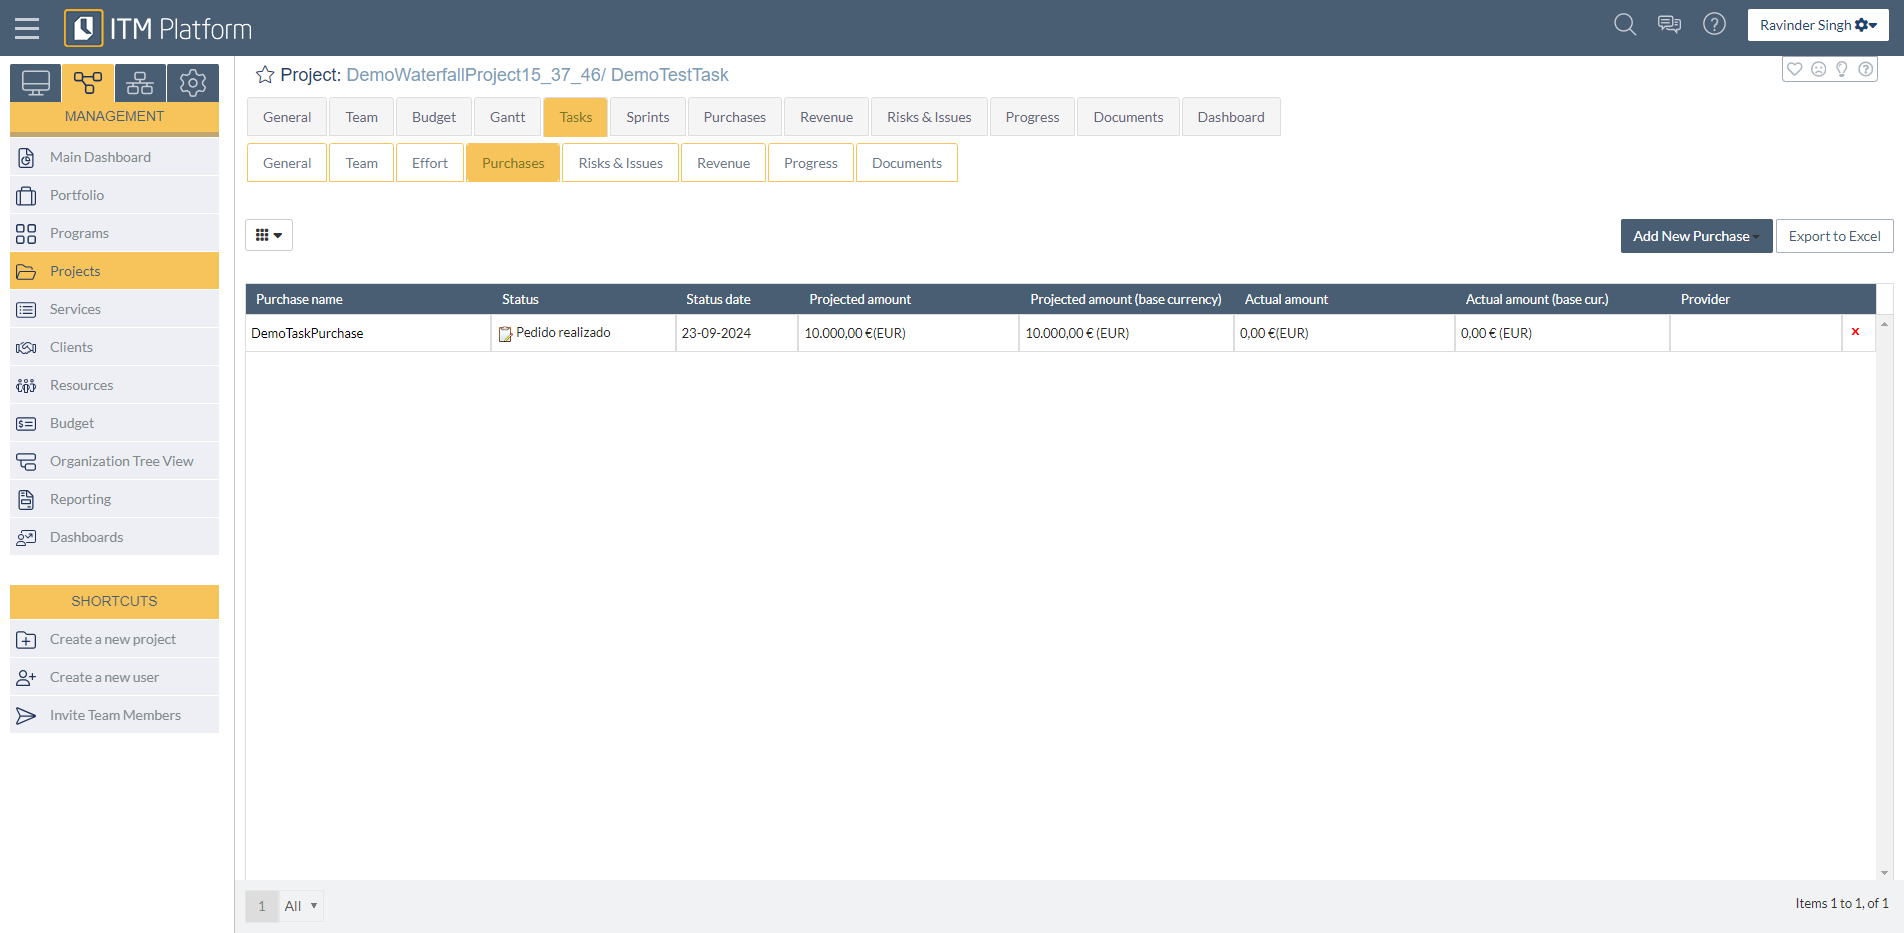 ITM Platform
Ravinder Singh
MANAGEMENT
Main Dashboard
Portfolio
Programs
Projects
Services
Clients
Resources
Budget
Organization Tree View
Reporting
Dashboards
SHORTCUTS
Create a new project
Create a new user
Invite Team Members
Project: DemoWaterfallProject15_37_46/ DemoTestTask
General Team Budget Gantt Tasks Sprints Purchases Revenue Risks & Issues Progress Documents Dashboard
General Team Effort Purchases Risks & Issues Revenue Progress Documents
Add New Purchase Export to Excel
Purchase name Status Status date Projected amount Projected amount (base currency) Actual amount Actual amount (base cur.) Provider
DemoTaskPurchase Pedido realizado 23-09-2024 10.000,00 €(EUR) 10.000,00 € (EUR) 0,00 €(EUR) 0,00 € (EUR) x
1 All Items 1 to 1, of 1